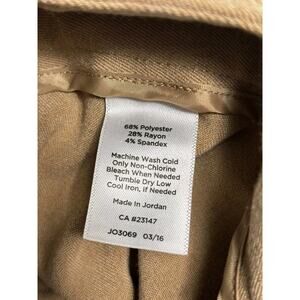 68% Polyester
28% Rayon
4% Spandex
Machine Wash Cold
Only Non-Chlorine
Bleach When Needed
Tumble Dry Low
Cool Iron, if Needed
Made in Jordan
CA #23147
JO3069 03/16